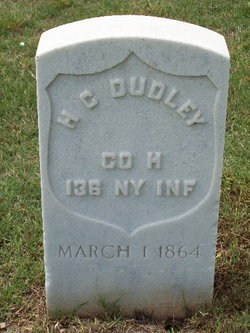 H C DUDLEY
CO H
136 NY INF
MARCH 1 1864